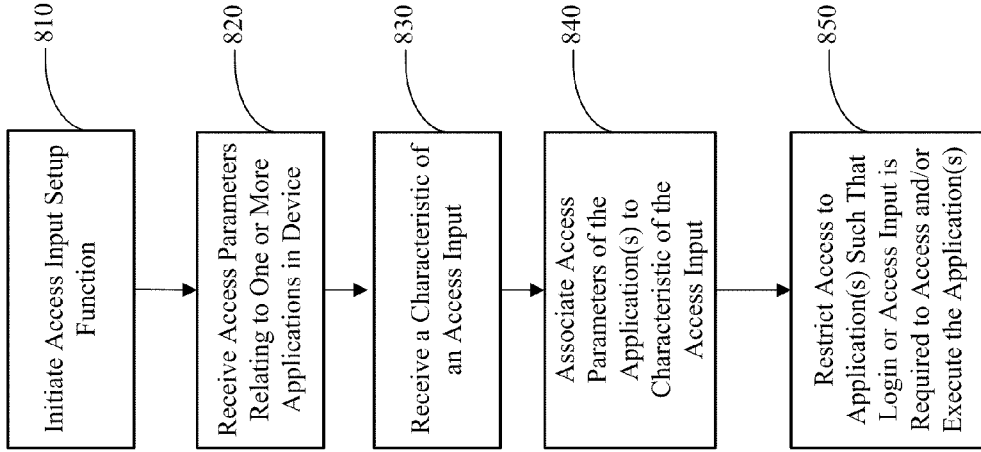 810
Initiate Access Input Setup
Function
820
Receive Access Parameters
Relating to One or More
Applications in Device
830
Receive a Characteristic of
an Access Input
840
Associate Access
Parameters of the
Application(s) to
Characteristic of the
Access Input
850
Restrict Access to
Application(s) Such That
Login or Access Input is
Required to Access and/or
Execute the Application(s)